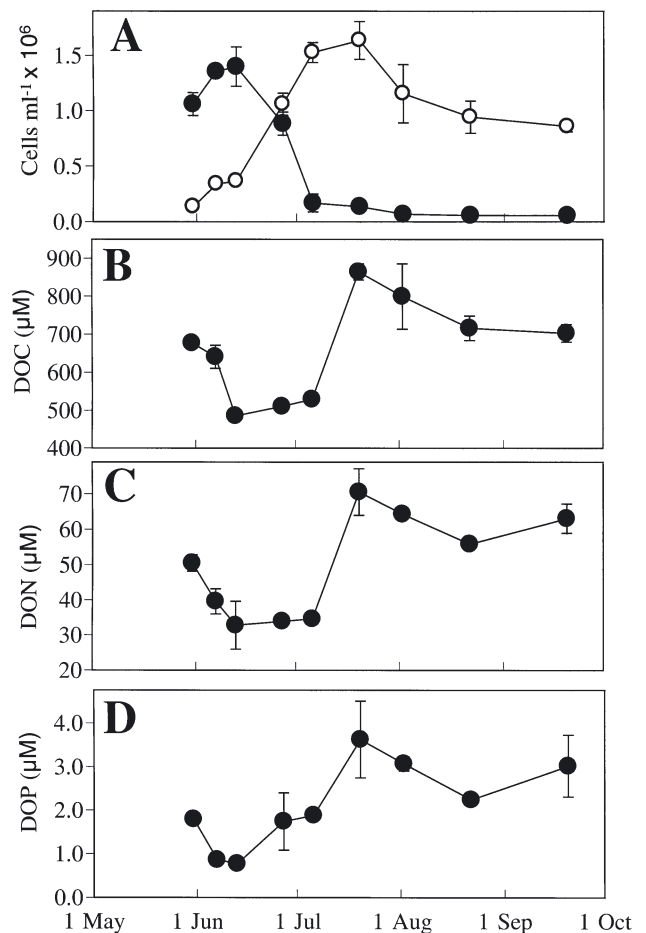 A
Cells ml⁻¹ x 10⁶
1.5
1.0
0.5
0.0
B
DOC (µM)
900
800
700
600
500
400
C
DON (µM)
70
60
50
40
30
20
D
DOP (µM)
4.0
3.0
2.0
1.0
0.0
1 May 1 Jun 1 Jul 1 Aug 1 Sep 1 Oct